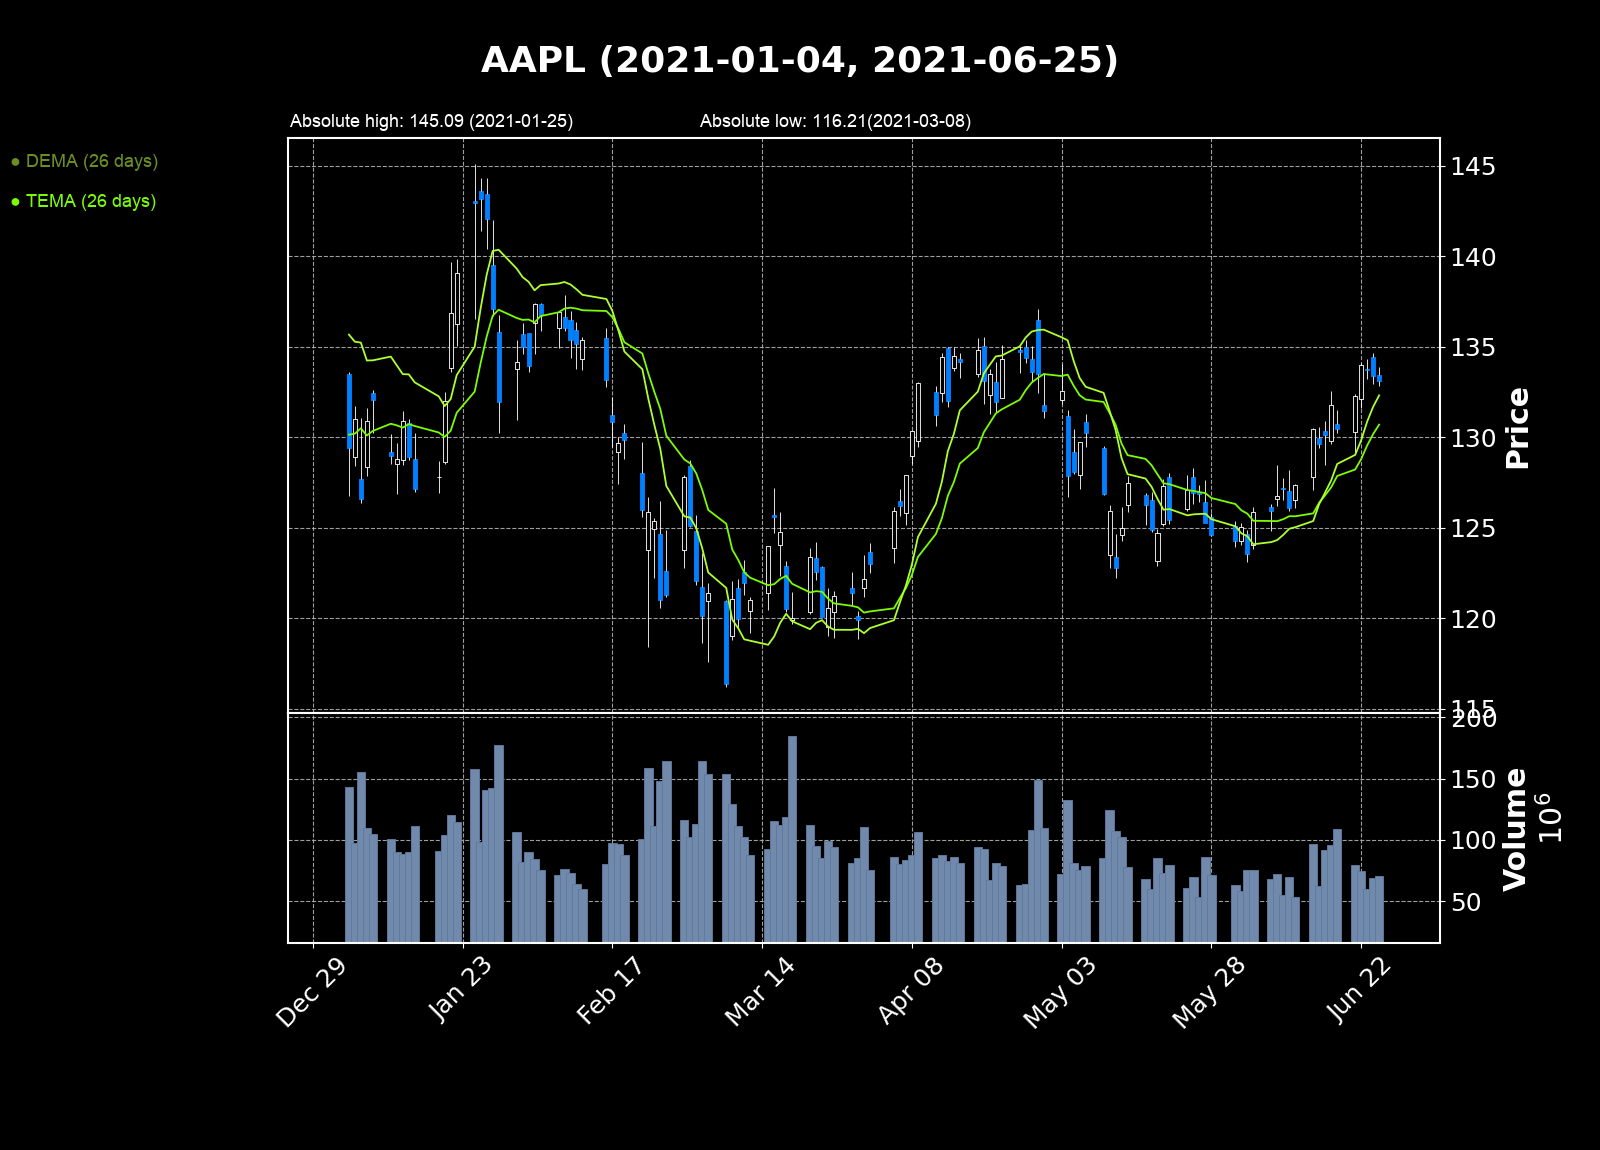 AAPL (2021-01-04, 2021-06-25)
Absolute high: 145.09 (2021-01-25)
Absolute low: 116.21(2021-03-08)
● DEMA (26 days)
● TEMA (26 days)
145
140
135
130
125
120
115
Price
200
150
100
50
Volume
10⁶
Dec 29
Jan 23
Feb 17
Mar 14
Apr 08
May 03
May 28
Jun 22